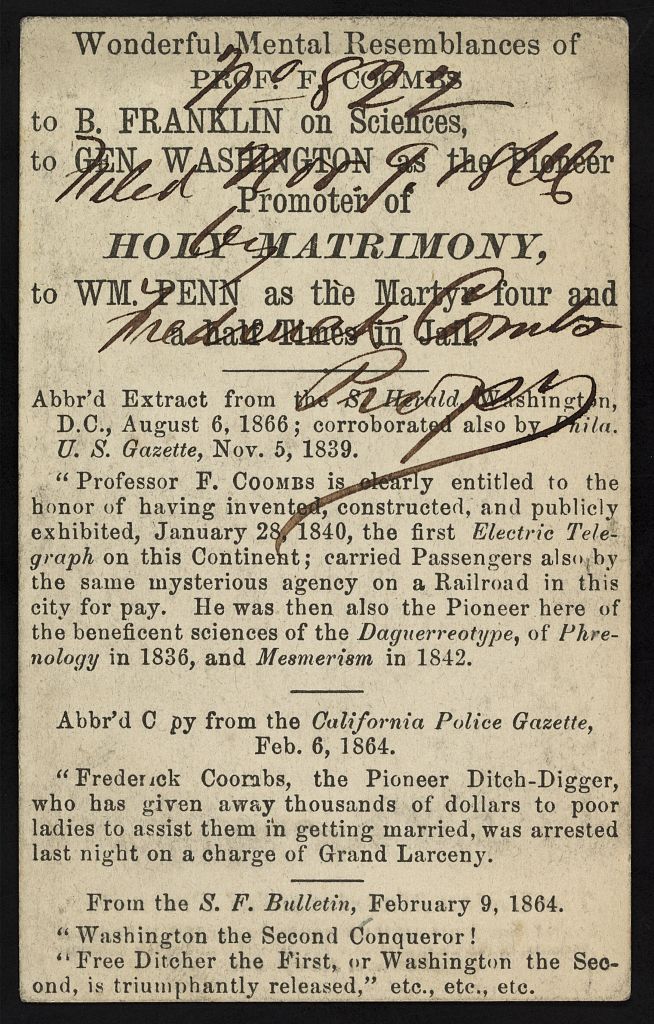 Wonderful Mental Resemblances of
PROF. F. COOMBS
No 822
to B. FRANKLIN on Sciences,
to GEN. WASHINGTON as the Pioneer
Filed Nov 9 1866
Promoter of
by
HOLY MATRIMONY,
to WM. PENN as the Martyr four and
Frederick Combs
a half Times in Jail.
Propr
Abbr'd Extract from the S. Herald, Washington,
D.C., August 6, 1866; corroborated also by Phila.
U. S. Gazette, Nov. 5, 1839.
"Professor F. COOMBS is clearly entitled to the
honor of having invented, constructed, and publicly
exhibited, January 28, 1840, the first Electric Tele-
graph on this Continent; carried Passengers also by
the same mysterious agency on a Railroad in this
city for pay. He was then also the Pioneer here of
the beneficent sciences of the Daguerreotype, of Phre-
nology in 1836, and Mesmerism in 1842.
Abbr'd C py from the California Police Gazette,
Feb. 6, 1864.
"Frederick Coombs, the Pioneer Ditch-Digger,
who has given away thousands of dollars to poor
ladies to assist them in getting married, was arrested
last night on a charge of Grand Larceny.
From the S. F. Bulletin, February 9, 1864.
"Washington the Second Conqueror!
"Free Ditcher the First, or Washington the Sec-
ond, is triumphantly released," etc., etc., etc.